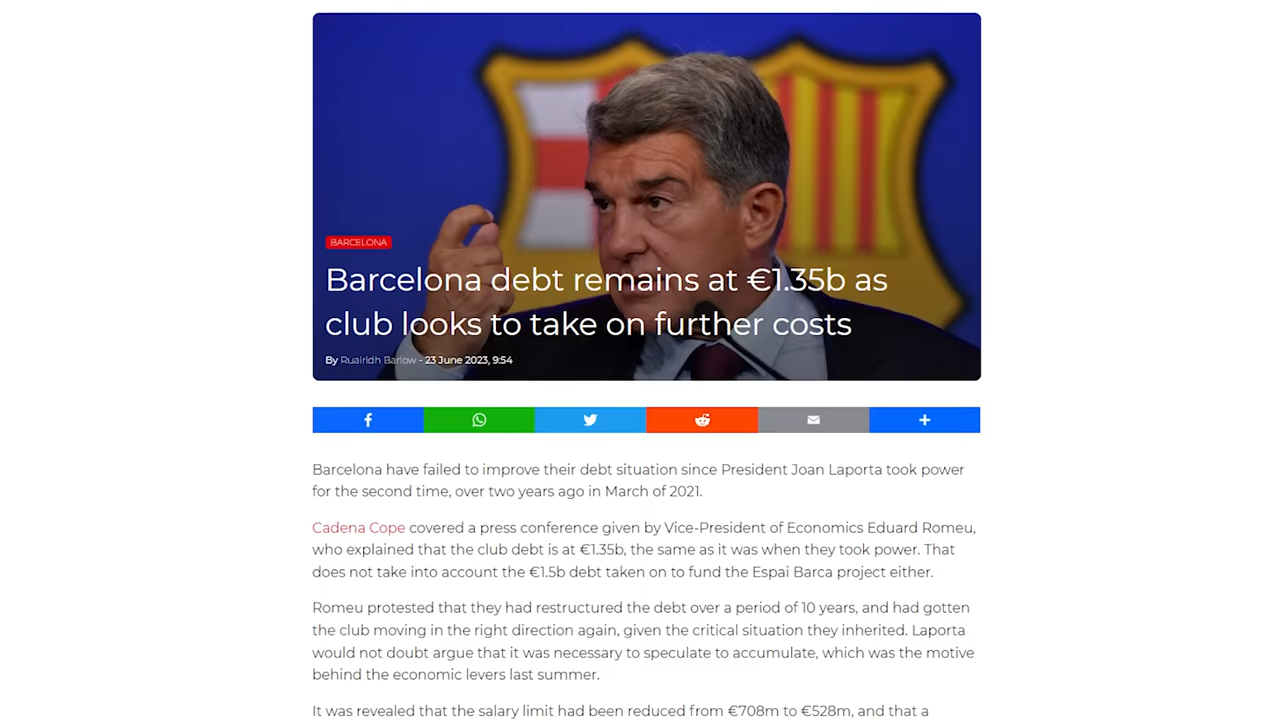 BARCELONA
Barcelona debt remains at €1.35b as
club looks to take on further costs
By Ruairidh Barlow - 23 June 2023, 9:54
Barcelona have failed to improve their debt situation since President Joan Laporta took power
for the second time, over two years ago in March of 2021.
Cadena Cope covered a press conference given by Vice-President of Economics Eduard Romeu,
who explained that the club debt is at €1.35b, the same as it was when they took power. That
does not take into account the €1.5b debt taken on to fund the Espai Barca project either.
Romeu protested that they had restructured the debt over a period of 10 years, and had gotten
the club moving in the right direction again, given the critical situation they inherited. Laporta
would not doubt argue that it was necessary to speculate to accumulate, which was the motive
behind the economic levers last summer.
It was revealed that the salary limit had been reduced from €708m to €528m, and that a